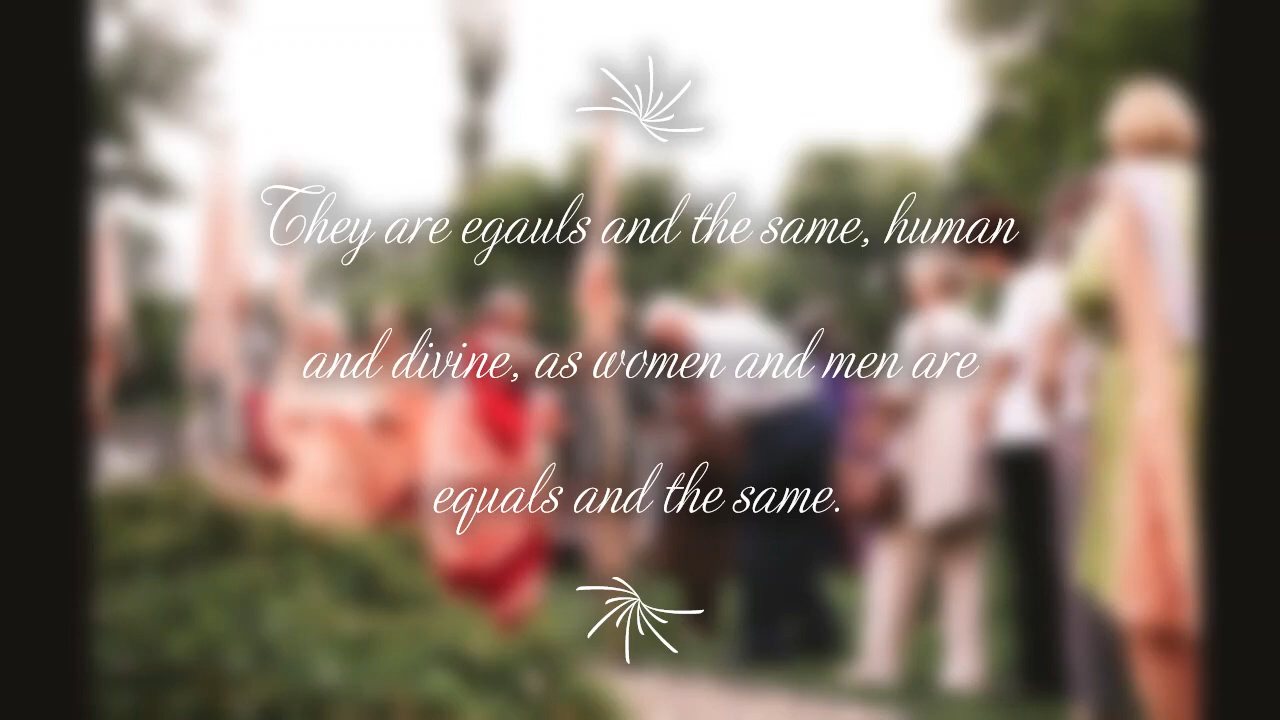 They are egauls and the same, human
and divine, as women and men are
equals and the same.